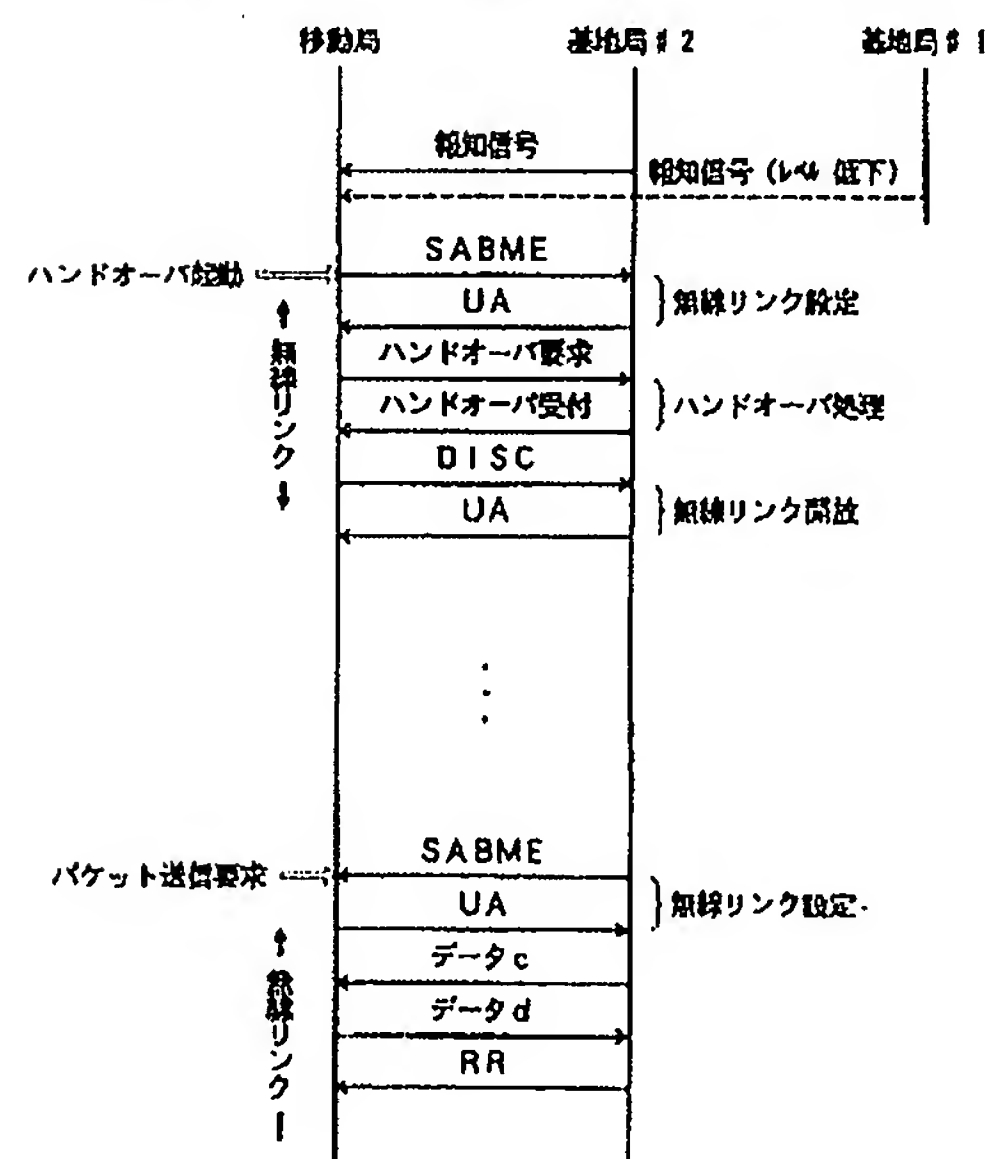 移動局 基地局#2 基地局#1
報知信号
報知信号(レベル低下)
SABME
ハンドオーバ起動
UA
無線リンク設定
ハンドオーバ要求
無線リンク
ハンドオーバ受付
ハンドオーバ処理
DISC
UA
無線リンク開放
SABME
パケット送信要求
UA
無線リンク設定
データc
無線リンク
データd
RR